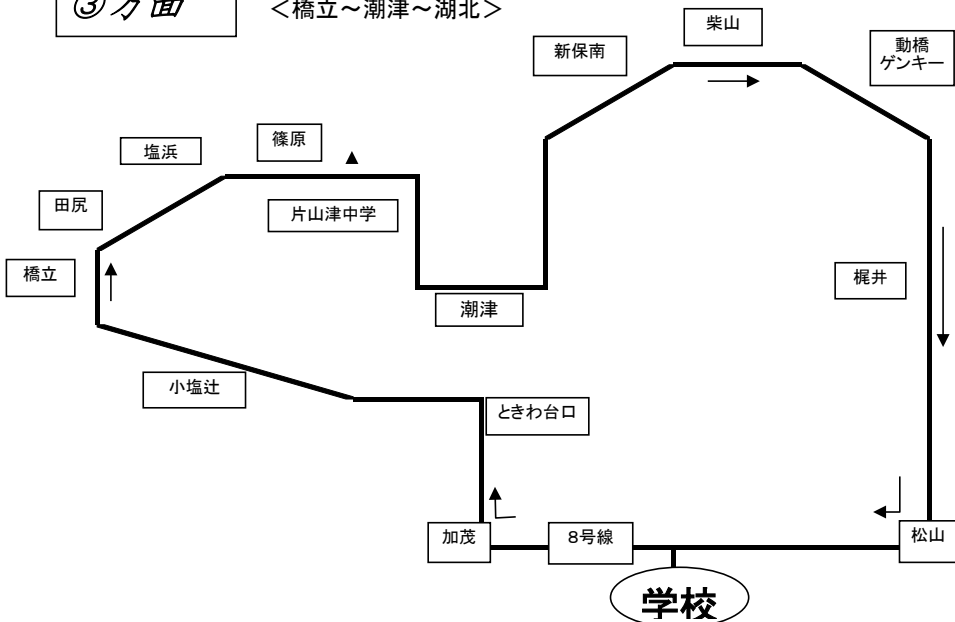 ③方面
＜橋立～潮津～湖北＞
柴山
新保南
動橋
ゲンキー
篠原
塩浜
田尻
片山津中学
橋立
梶井
潮津
小塩辻
ときわ台口
加茂
8号線
松山
学校